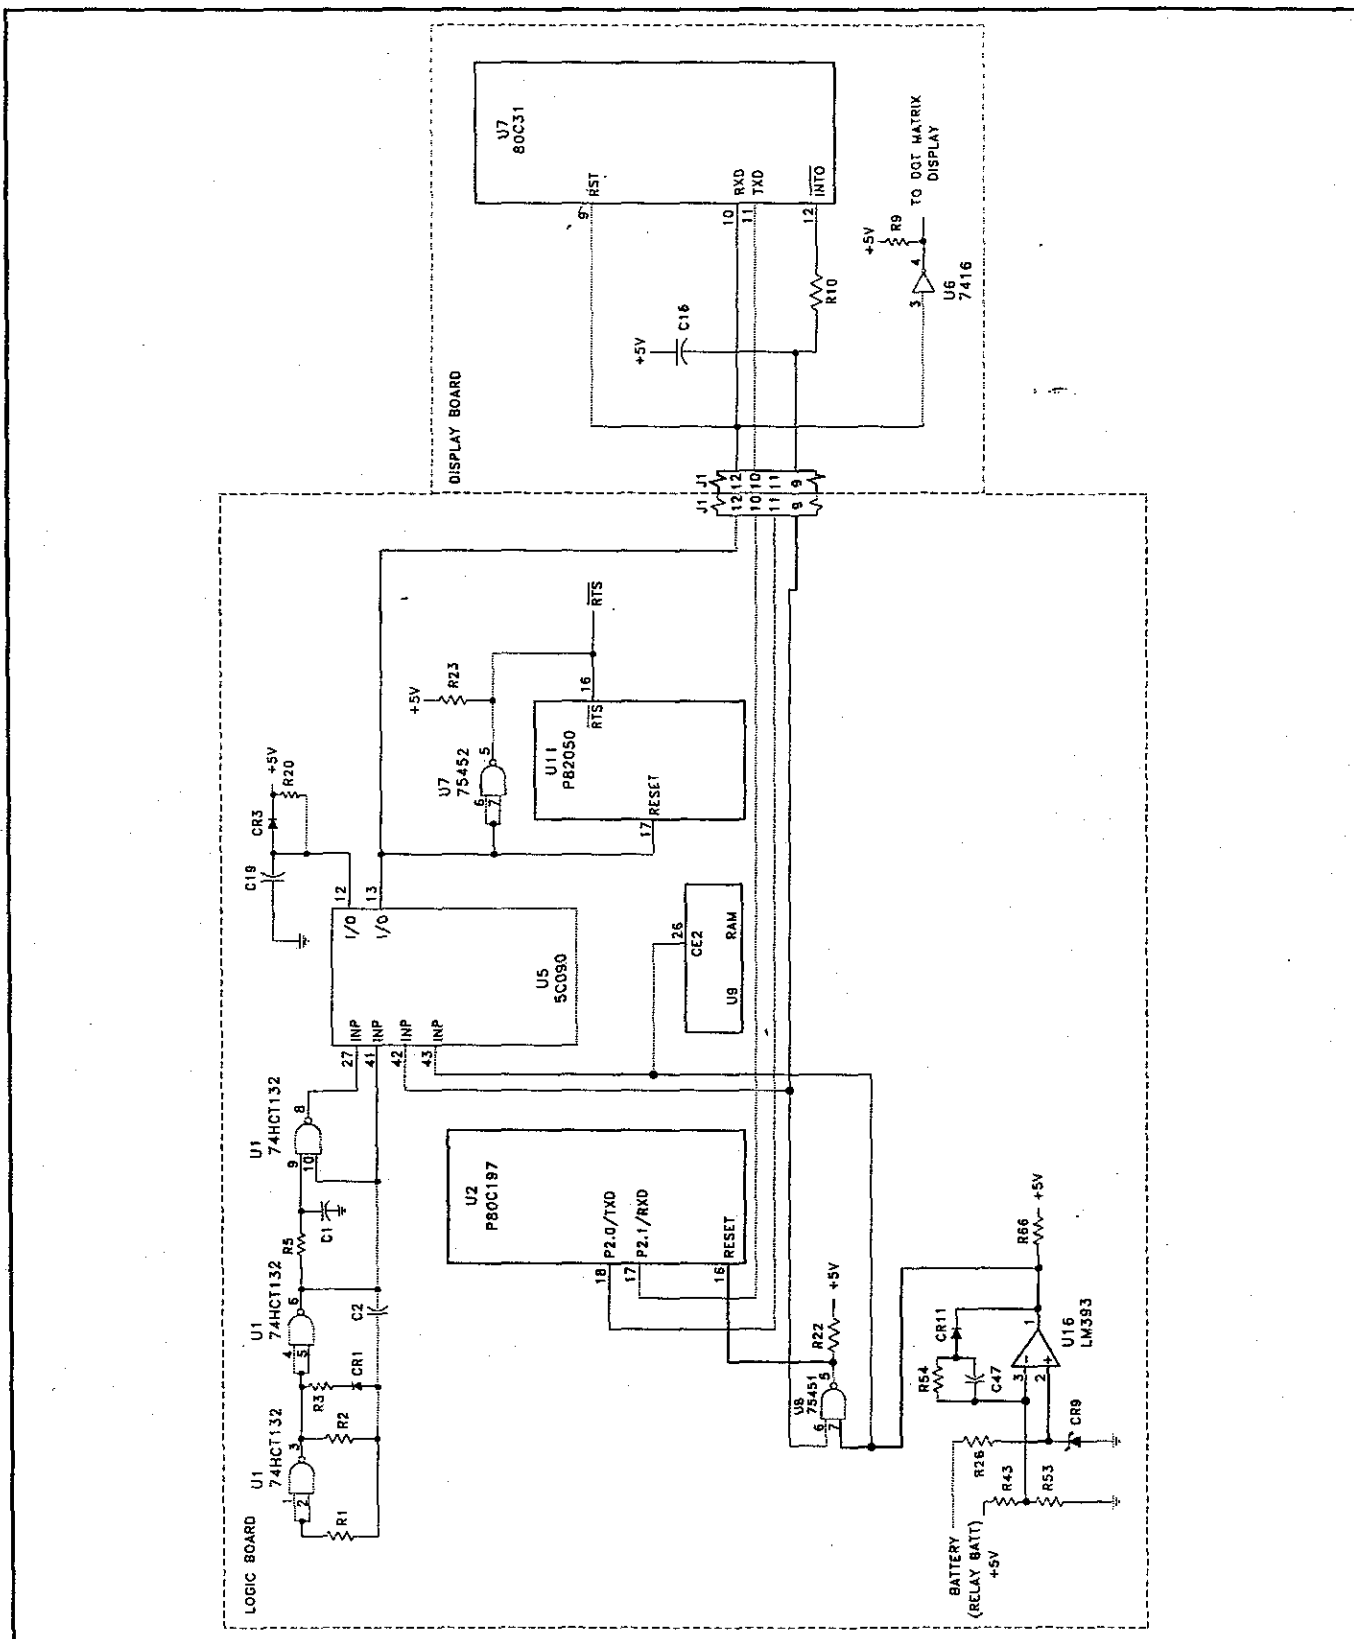 LOGIC BOARD
U1
74HCT132
1
2
3
R1
R2
R3
CR1
U1
74HCT132
4
5
6
C2
R5
C1
U1
74HCT132
9
10
8
27
41
42
43
INP
INP
INP
INP
U5
5C090
I/O
I/O
12
13
C19
CR3
+5V
R20
U7
75452
6
7
5
+5V
R23
U11
PB2050
RESET
17
RTS
16
RTS
U2
P80C197
P2.0/TXD
P2.1/RXD
RESET
18
17
16
26
CE2
U9
RAM
U8
75451
6
7
5
R22
+5V
BATTERY
(RELAY BATT)
+5V
R26
R43
R53
CR9
R54
C47
CR11
3
2
1
U16
LM393
R66
+5V
J1
12
10
11
9
J1
12
10
11
9
DISPLAY BOARD
U7
80C31
RST
9
RXD
TXD
INTO
10
11
12
+5V
C16
R10
+5V
R9
3
4
U6
7416
TO DOT MATRIX
DISPLAY